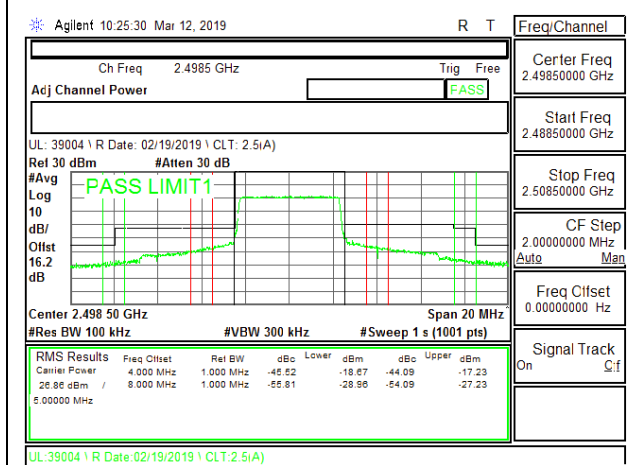 Agilent 10:25:30 Mar 12, 2019 R T
Freq/Channel
Ch Freq 2.4985 GHz Trig Free
Adj Channel Power PASS
UL: 39004 \ R Date: 02/19/2019 \ CLT: 2.5(A)
Ref 30 dBm #Atten 30 dB
#Avg
Log
10
dB/
Offst
16.2
dB
PASS LIMIT1
Center 2.498 50 GHz Span 20 MHz
#Res BW 100 kHz #VBW 300 kHz #Sweep 1 s (1001 pts)
RMS Results Freq Offset Ref BW dBc Lower dBm dBc Upper dBm
Carrier Power 4.000 MHz 1.000 MHz -45.52 -18.67 -44.09 -17.23
26.86 dBm / 8.000 MHz 1.000 MHz -55.81 -28.96 -54.09 -27.23
5.00000 MHz
UL:39004 \ R Date:02/19/2019 \ CLT:2.5(A)
Center Freq
2.49850000 GHz
Start Freq
2.48850000 GHz
Stop Freq
2.50850000 GHz
CF Step
2.00000000 MHz
Auto Man
Freq Offset
0.00000000 Hz
Signal Track
On Off